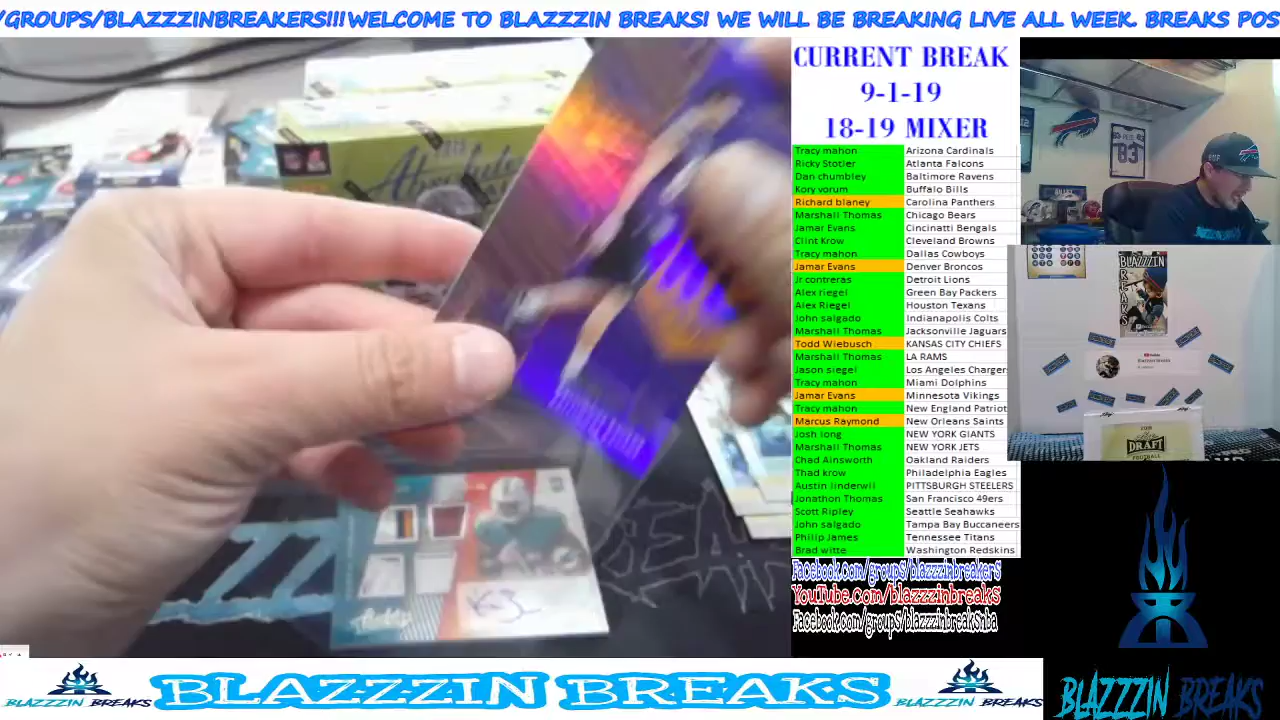 /GROUPS/BLAZZZINBREAKERS!!!WELCOME TO BLAZZZIN BREAKS! WE WILL BE BREAKING LIVE ALL WEEK. BREAKS POS
CURRENT BREAK
9-1-19
18-19 MIXER
Tracy mahon Arizona Cardinals
Ricky Stotler Atlanta Falcons
Dan chumbley Baltimore Ravens
Kory vorum Buffalo Bills
Richard blaney Carolina Panthers
Marshall Thomas Chicago Bears
Jamar Evans Cincinatti Bengals
Clint Krow Cleveland Browns
Tracy mahon Dallas Cowboys
Jamar Evans Denver Broncos
Jr contreras Detroit Lions
Alex riegel Green Bay Packers
Alex Riegel Houston Texans
John salgado Indianapolis Colts
Marshall Thomas Jacksonville Jaguars
Todd Wiebusch KANSAS CITY CHIEFS
Marshall Thomas LA RAMS
Jason siegel Los Angeles Chargers
Tracy mahon Miami Dolphins
Jamar Evans Minnesota Vikings
Tracy mahon New England Patriot
Marcus Raymond New Orleans Saints
Josh long NEW YORK GIANTS
Marshall Thomas NEW YORK JETS
Chad Ainsworth Oakland Raiders
Thad krow Philadelphia Eagles
Austin linderwil PITTSBURGH STEELERS
Jonathon Thomas San Francisco 49ers
Scott Ripley Seattle Seahawks
John salgado Tampa Bay Buccaneers
Philip James Tennessee Titans
Brad witte Washington Redskins
Facebook.com/groups/blazzzinbreakers
YouTube.com/blazzzinbreaks
Facebook.com/groups/blazzzinbreaksnba
83
BLAZZZIN
BREAKS
DRAFT
FOOTBALL
BLAZZZIN BREAKS
BLAZZZIN BREAKS
BLAZZZIN BREAKS
BLAZZZIN BREAKS